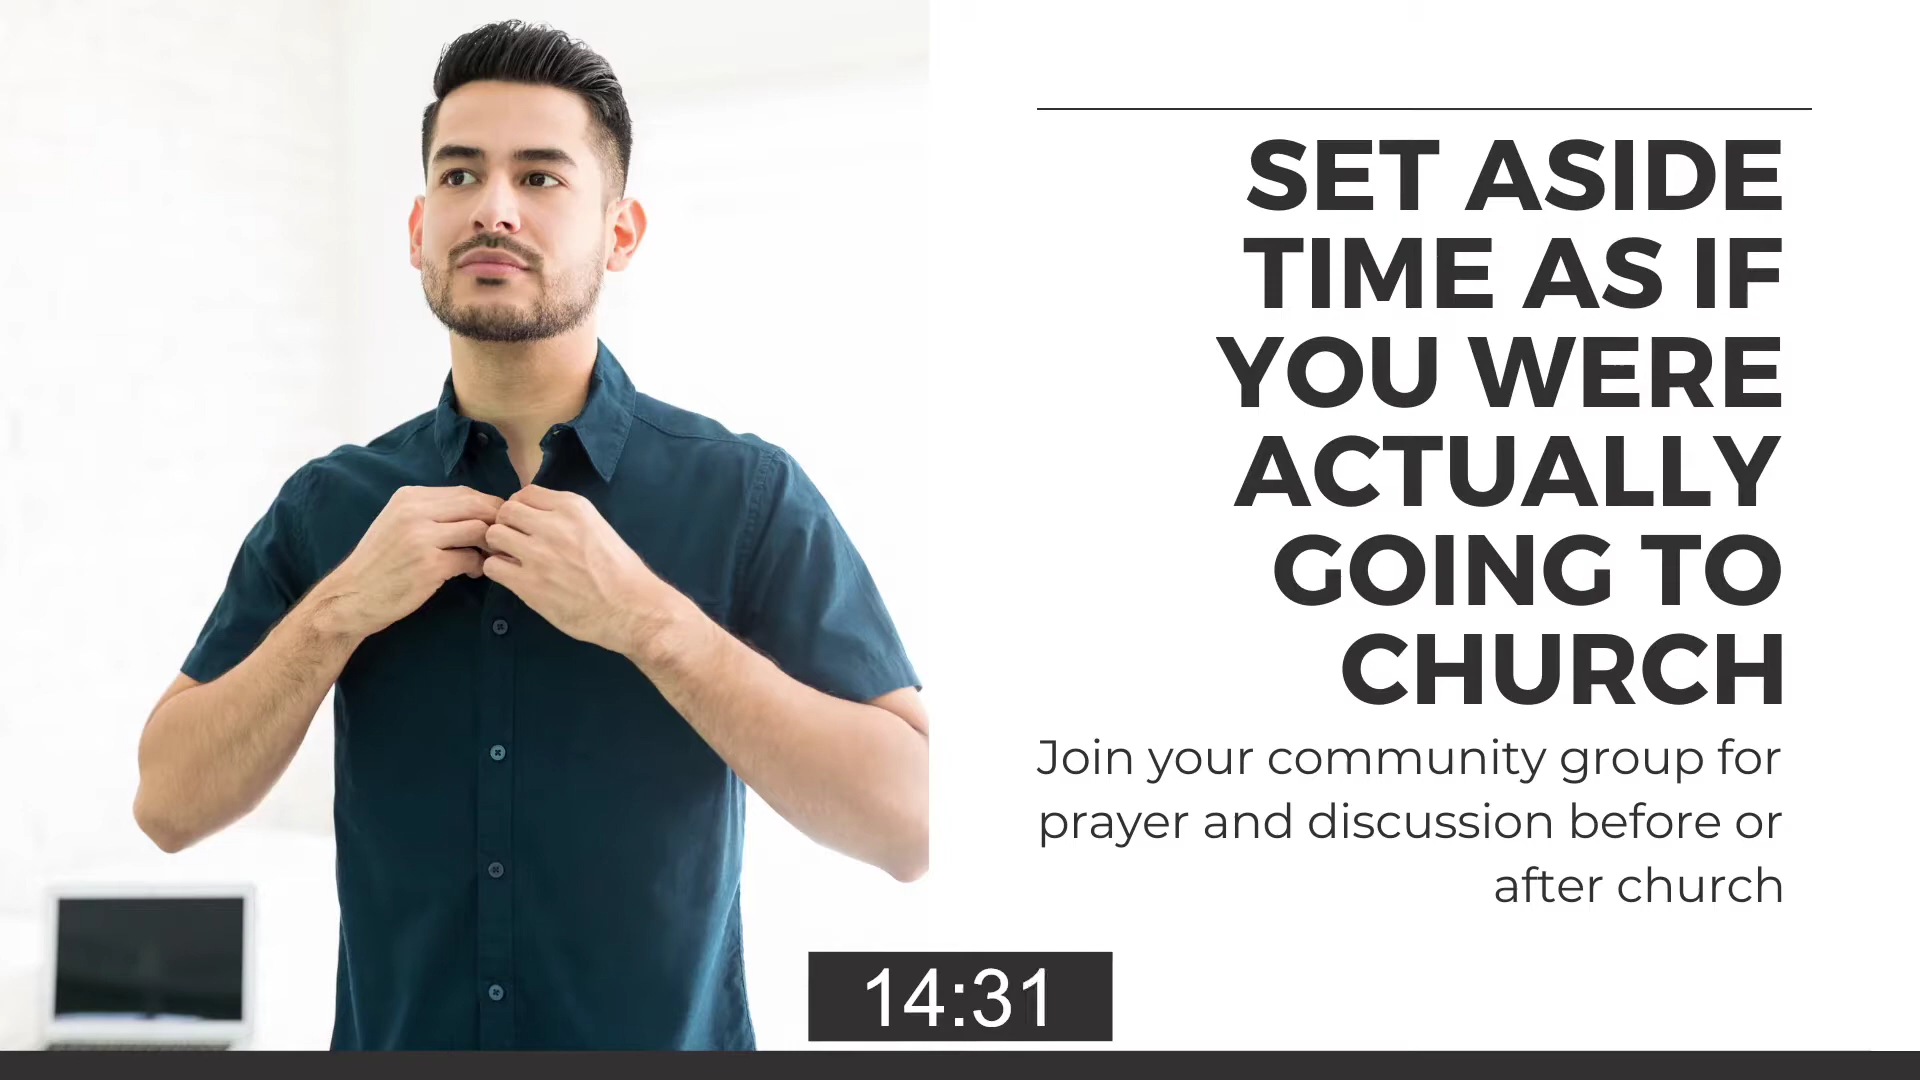 SET ASIDE
TIME AS IF
YOU WERE
ACTUALLY
GOING TO
CHURCH
Join your community group for
prayer and discussion before or
after church
14:31